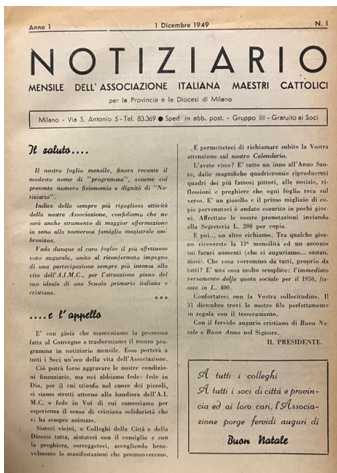 Anno 1
1 Dicembre 1949
N. 1
NOTIZIARIO
MENSILE DELL'ASSOCIAZIONE ITALIANA MAESTRI CATTOLICI
per la Provincia e la Diocesi di Milano
Milano - Via S. Antonio 5 - Tel. 83.369 ● Sped. in abb. post. - Gruppo III - Gratuito ai Soci
Il saluto....
Il nostro foglio mensile, finora recante il
modesto nome di "programma", assume col
presente numero fisionomia e dignità di "No-
tiziario".
Indice della sempre più rigogliosa attività
della nostra Associazione, confidiamo che ne
sarà anche strumento di maggior affermazione
in seno alla numerosa famiglia magistrale am-
brosiana.
Vada dunque al caro foglio il più affettuoso
voto augurale, unito al riconfermato impegno
di una partecipazione sempre più intensa alla
vita dell'A.I.M.C., per l'attuazione piena del
suo ideale di una Scuola primaria italiana e
cristiana.
***
....e l'appello
E' con gioia che manteniamo la promessa
fatta al Convegno e trasformiamo il nostro pro-
gramma in notiziario mensile. Esso porterà a
tutti i Soci un'eco della vita dell'Associazione.
Ciò potrà forse aggravare le nostre condizio-
ni finanziarie, ma noi abbiamo fede: fede in
Dio, per il cui trionfo nel cuore dei piccoli,
ci siamo stretti attorno alla bandiera dell'A.I.
M.C. e fede in Voi di cui conosciamo per
esperienza il senso di cristiana solidarietà che
vi ha sempre animato.
Siateci vicini, o Colleghi della Città e della
Diocesi tutta, aiutateci con il consiglio e con
la preghiera, sorreggeteci, accogliendo bene-
volmente le manifestazioni che promuoveremo.
...E permetteteci di richiamare subito la Vostra
attenzione sul nostro Calendario.
L'avete visto? E' tutto un inno all'Anno San-
to, dalle magnifiche quadricromie riproducenti
quadri dei più famosi pittori, alle notizie, ri-
flessioni e preghiere che ogni foglio reca sul
verso. E' un gioiello e il primo migliaio di co-
pie pervenuteci è andato esaurito in pochi gior-
ni. Affrettate le vostre prenotazioni inviando
alla Segreteria L. 200 per copia.
E poi... un altro richiamo. Tra qualche gior-
no riceverete la 13ª mensilità ed un acconto
sui futuri aumenti (che ci auguriamo... sostan-
ziosi). Che cosa vorremmo da tutti, proprio da
tutti? E' una cosa molto semplice: l'immediato
versamento della quota sociale per il 1950, fis-
sata in L. 400.
Confortateci con la Vostra sollecitudine. Il
31 dicembre trovi le nostre file perfettamente
in regola con il tesseramento.
Con il fervido augurio cristiano di Buon Na-
tale e Buon Anno nel Signore.
IL PRESIDENTE.
A tutti i colleghi
A tutti i soci di città e provin-
cia ed ai loro cari, l'Associa-
zione porge fervidi auguri di
Buon Natale